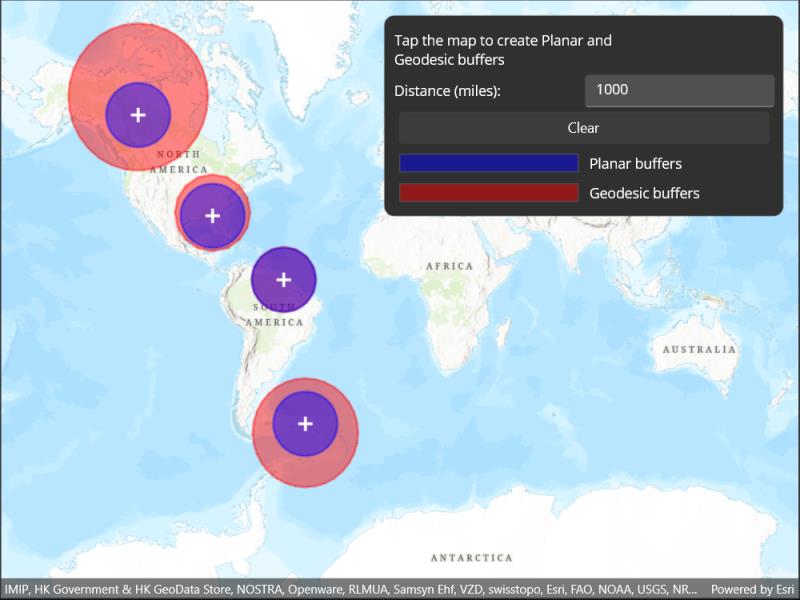 Tap the map to create Planar and
Geodesic buffers
Distance (miles):
1000
Clear
Planar buffers
Geodesic buffers
NORTH
AMERICA
AFRICA
SOUTH
AMERICA
AUSTRALIA
ANTARCTICA
IMIP, HK Government & HK GeoData Store, NOSTRA, Openware, RLMUA, Samsyn Ehf, VZD, swisstopo, Esri, FAO, NOAA, USGS, NR...
Powered by Esri